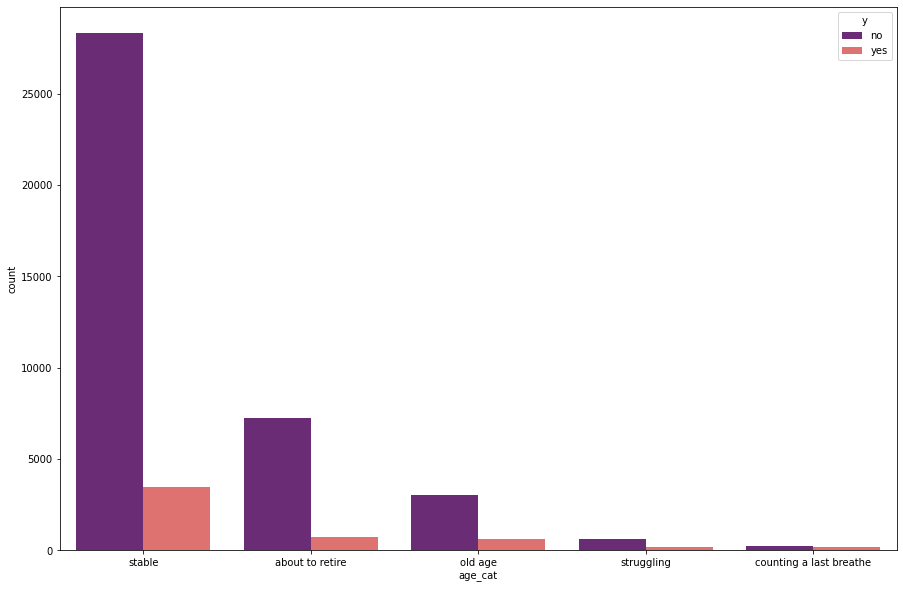 y
no
yes
25000
20000
15000
10000
5000
0
count
stable
about to retire
old age
struggling
counting a last breathe
age_cat